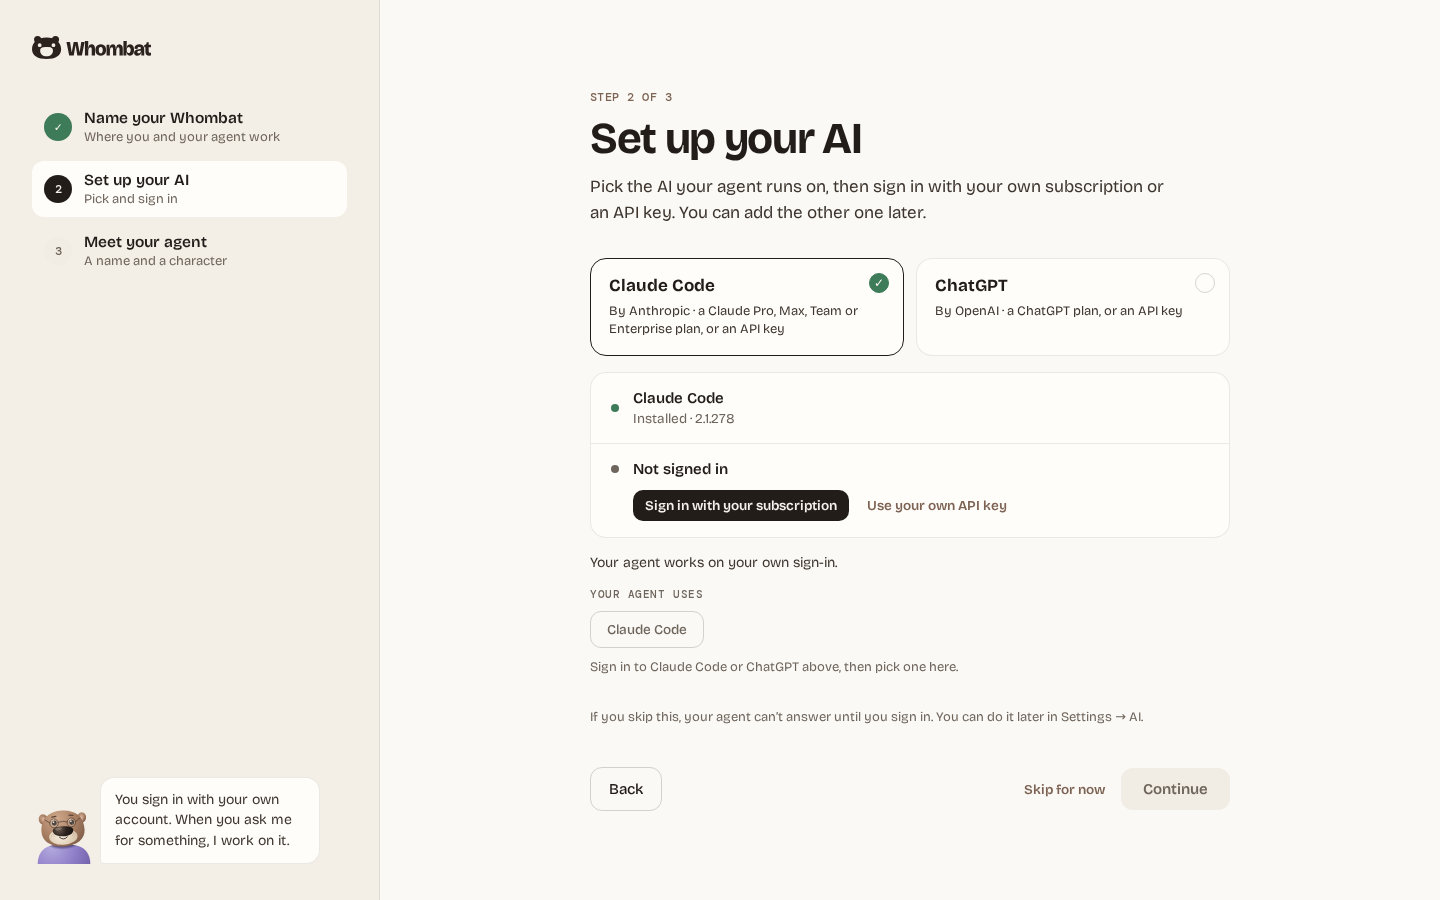 Whombat
✓
Name your Whombat
Where you and your agent work
2
Set up your AI
Pick and sign in
3
Meet your agent
A name and a character
You sign in with your own
account. When you ask me
for something, I work on it.
STEP 2 OF 3
Set up your AI
Pick the AI your agent runs on, then sign in with your own subscription or
an API key. You can add the other one later.
Claude Code
✓
By Anthropic · a Claude Pro, Max, Team or
Enterprise plan, or an API key
ChatGPT
By OpenAI · a ChatGPT plan, or an API key
Claude Code
Installed · 2.1.278
Not signed in
Sign in with your subscription
Use your own API key
Your agent works on your own sign-in.
YOUR AGENT USES
Claude Code
Sign in to Claude Code or ChatGPT above, then pick one here.
If you skip this, your agent can't answer until you sign in. You can do it later in Settings → AI.
Back
Skip for now
Continue